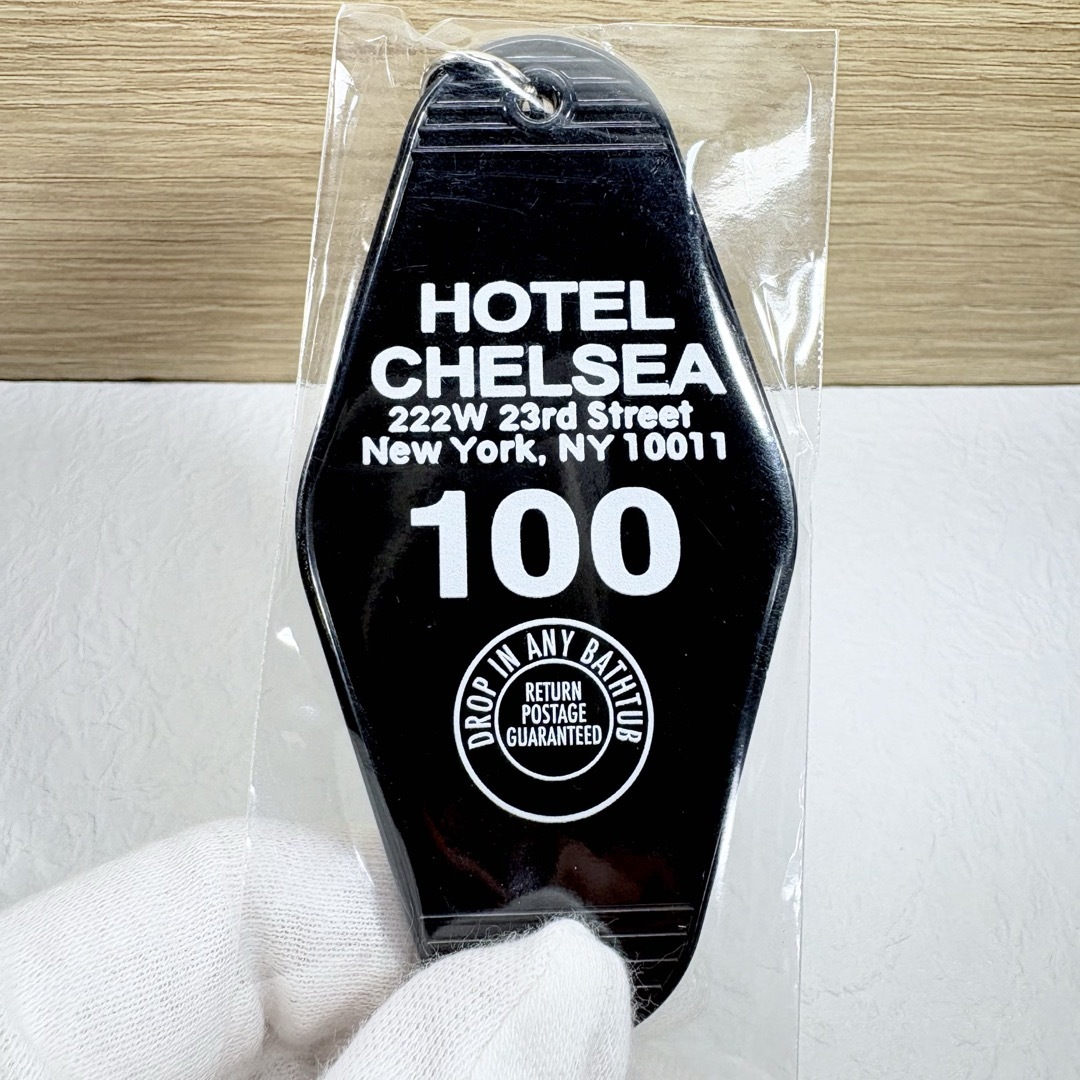 HOTEL
CHELSEA
222W 23rd Street
New York, NY 10011
100
DROP IN ANY BATHTUB
RETURN
POSTAGE
GUARANTEED